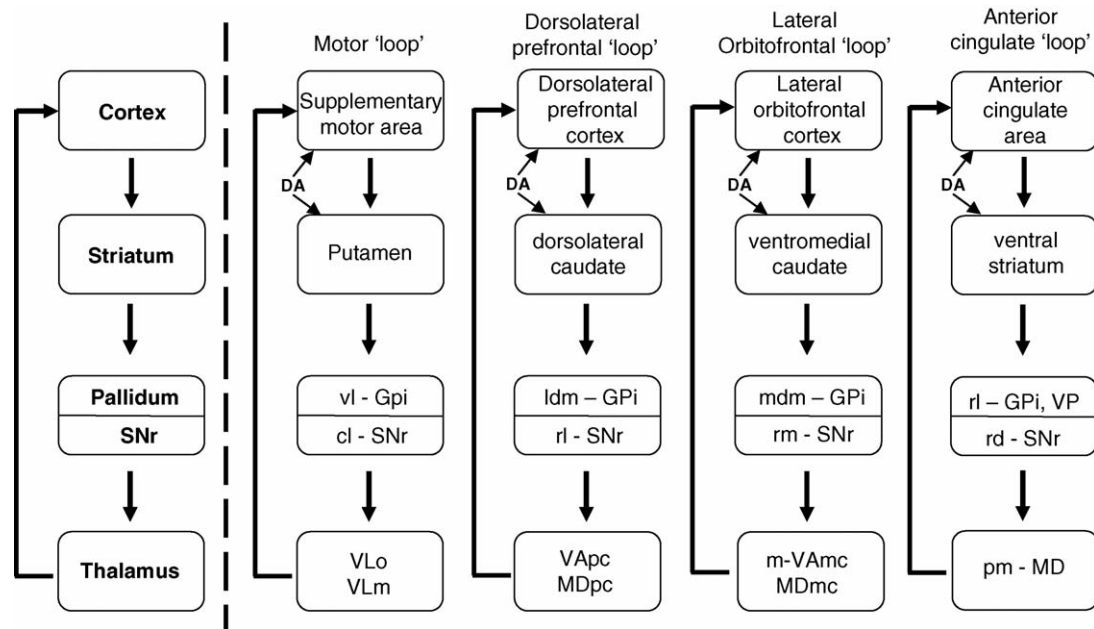 Cortex
Striatum
Pallidum
SNr
Thalamus
Motor ‘loop’
Supplementary
motor area
DA
Putamen
vl - Gpi
cl - SNr
VLo
VLm
Dorsolateral
prefrontal ‘loop’
Dorsolateral
prefrontal
cortex
DA
dorsolateral
caudate
ldm – GPi
rl - SNr
VApc
MDpc
Lateral
Orbitofrontal ‘loop’
Lateral
orbitofrontal
cortex
DA
ventromedial
caudate
mdm – GPi
rm - SNr
m-VAmc
MDmc
Anterior
cingulate ‘loop’
Anterior
cingulate
area
DA
ventral
striatum
rl – GPi, VP
rd - SNr
pm - MD